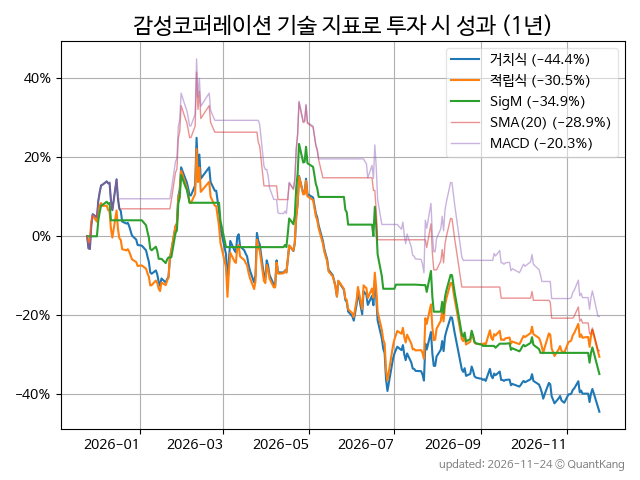 감성코퍼레이션 기술 지표로 투자 시 성과 (1년)
거치식 (−44.4%)
적립식 (−30.5%)
SigM (−34.9%)
SMA(20) (−28.9%)
MACD (−20.3%)
40%
20%
0%
−20%
−40%
2026-01 2026-03 2026-05 2026-07 2026-09 2026-11
updated: 2026-11-24 © QuantKang